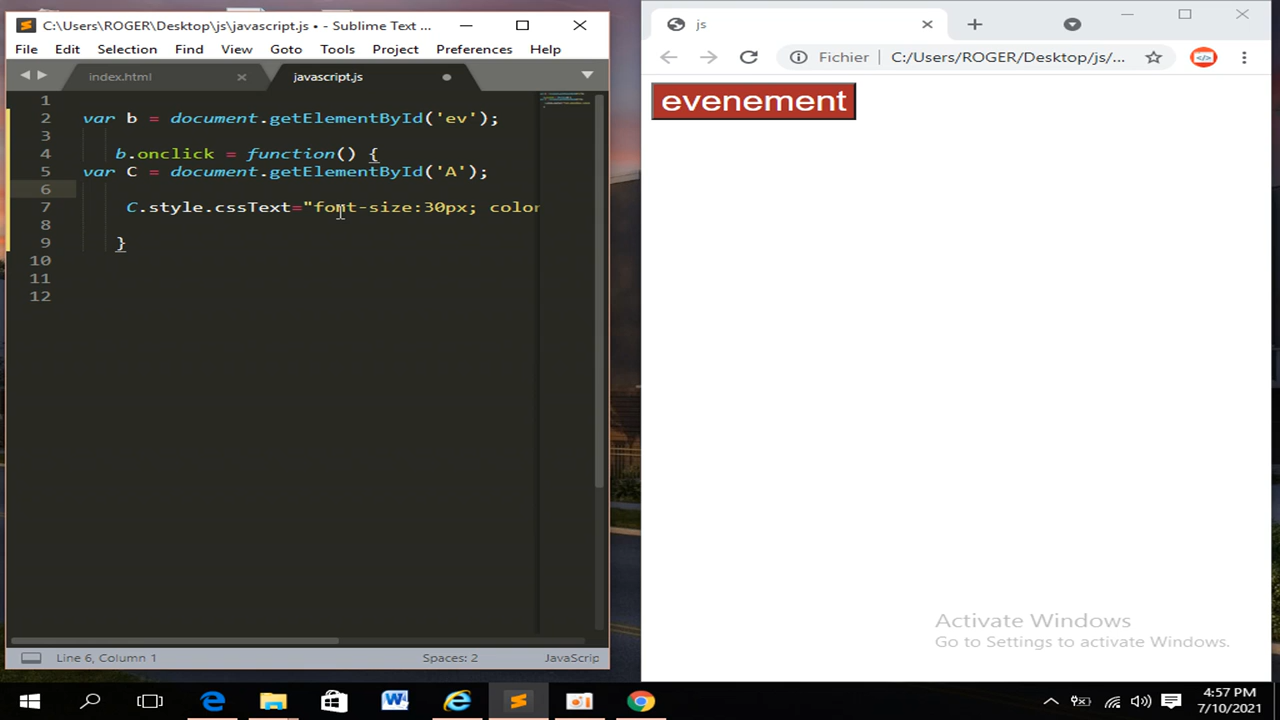 C:\Users\ROGER\Desktop\js\javascript.js • - Sublime Text ...
File Edit Selection Find View Goto Tools Project Preferences Help
index.html javascript.js
1
2 var b = document.getElementById('ev');
3
4 b.onclick = function() {
5 var C = document.getElementById('A');
6
7 C.style.cssText="font-size:30px; color
8
9 }
10
11
12
Line 6, Column 1 Spaces: 2 JavaScrip
js
Fichier C:/Users/ROGER/Desktop/js/...
evenement
Activate Windows
Go to Settings to activate Windows.
4:57 PM
7/10/2021